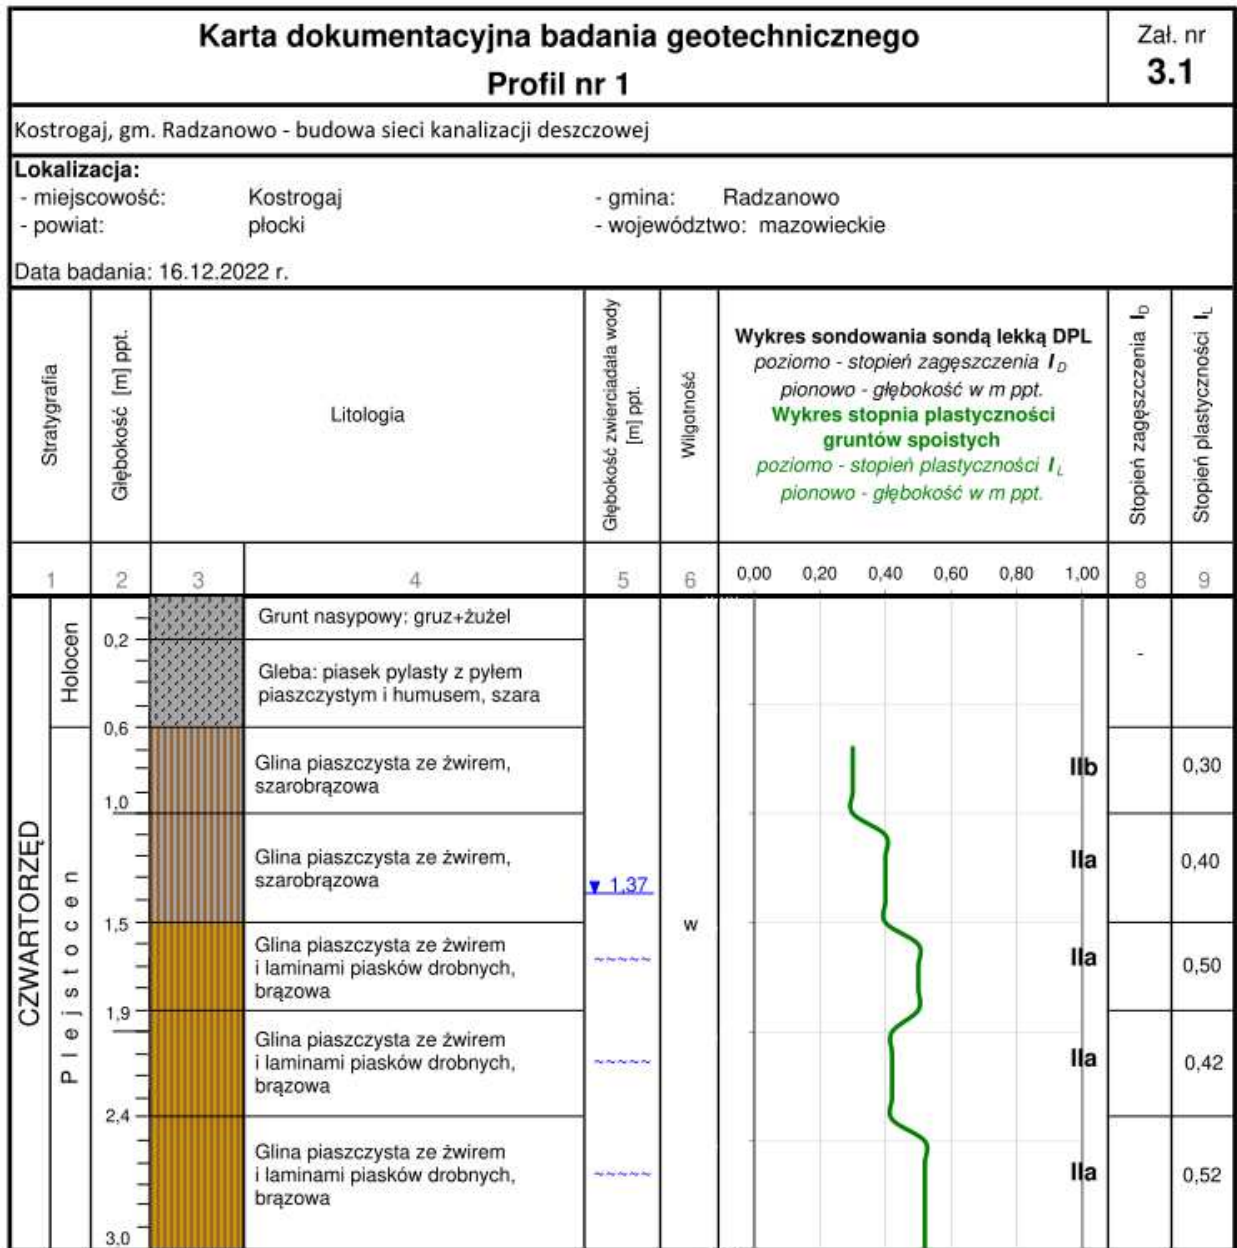 Karta dokumentacyjna badania geotechnicznego
Profil nr 1
Zał. nr
3.1
Kostrogaj, gm. Radzanowo - budowa sieci kanalizacji deszczowej
Lokalizacja:
- miejscowość: Kostrogaj - gmina: Radzanowo
- powiat: płocki - województwo: mazowieckie
Data badania: 16.12.2022 r.
Stratygrafia
Głębokość [m] ppt.
Litologia
Głębokość zwierciadała wody
[m] ppt.
Wilgotność
Wykres sondowania sondą lekką DPL
poziomo - stopień zagęszczenia I D
pionowo - głębokość w m ppt.
Wykres stopnia plastyczności
gruntów spoistych
poziomo - stopień plastyczności I L
pionowo - głębokość w m ppt.
Stopień zagęszczenia ID
Stopień plastyczności IL
1 2 3 4 5 6 0,00 0,20 0,40 0,60 0,80 1,00 8 9
CZWARTORZĘD
Holocen
Plejstocen
Grunt nasypowy: gruz+żużel
0,2
Gleba: piasek pylasty z pyłem
piaszczystym i humusem, szara
-
0,6
Glina piaszczysta ze żwirem,
szarobrązowa
IIb 0,30
1,0
Glina piaszczysta ze żwirem,
szarobrązowa
1,37
IIa 0,40
1,5
w
Glina piaszczysta ze żwirem
i laminami piasków drobnych,
brązowa
~~~~~
IIa 0,50
1,9
Glina piaszczysta ze żwirem
i laminami piasków drobnych,
brązowa
~~~~~
IIa 0,42
2,4
Glina piaszczysta ze żwirem
i laminami piasków drobnych,
brązowa
~~~~~
IIa 0,52
3,0